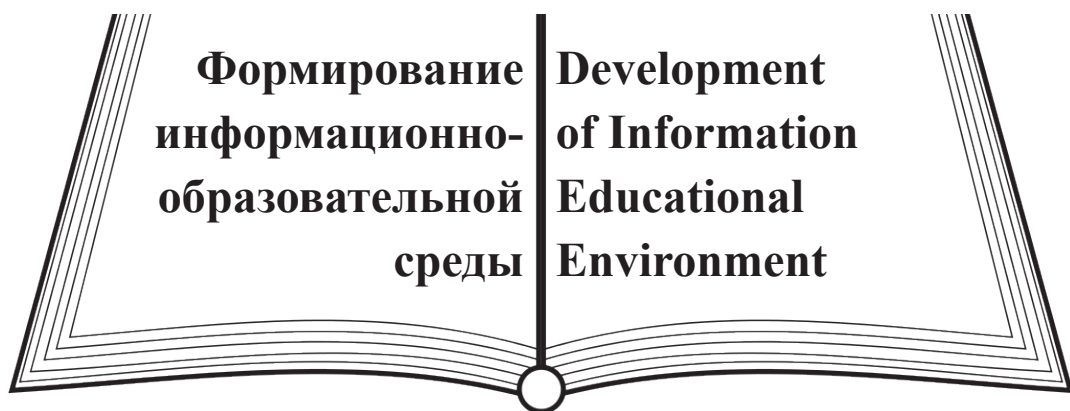 Формирование
информационно-
образовательной
среды
Development
of Information
Educational
Environment